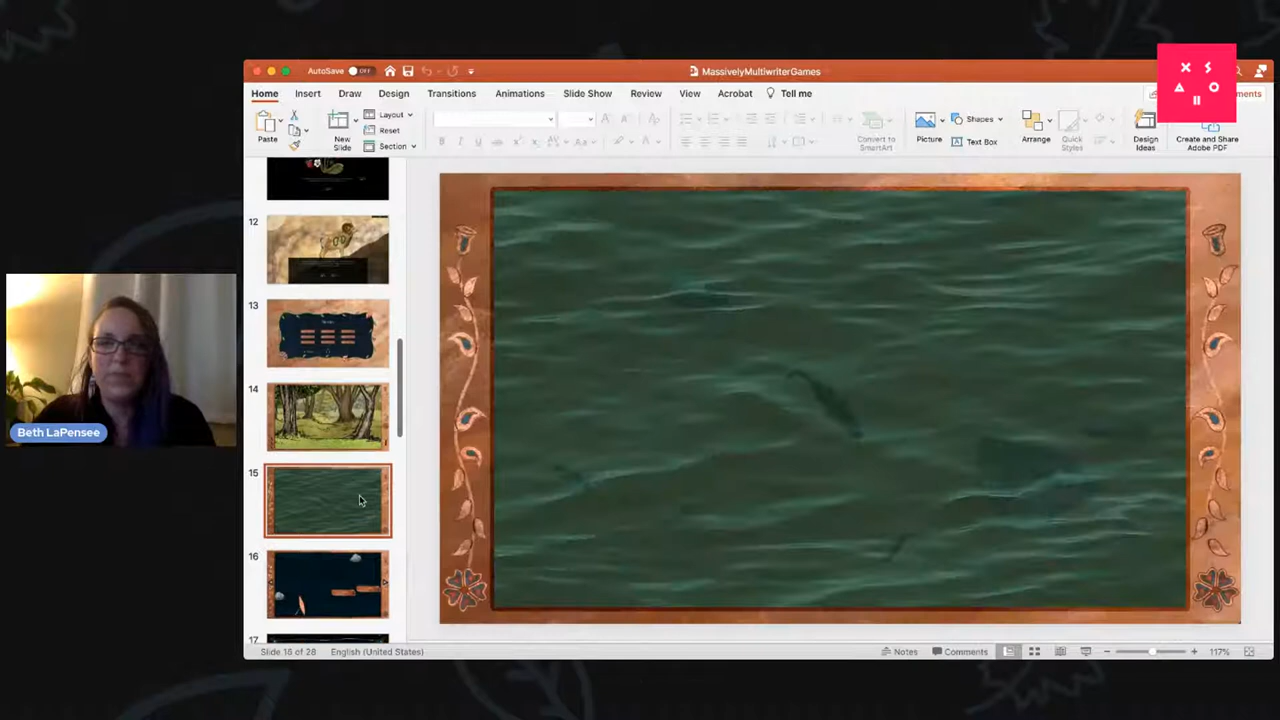 AutoSave OFF
MassivelyMultiwriterGames
Home Insert Draw Design Transitions Animations Slide Show Review View Acrobat Tell me
Paste
New
Slide
Layout
Reset
Section
Convert to
SmartArt
Picture
Shapes
Text Box
Arrange
Quick
Styles
Design
Ideas
Create and Share
Adobe PDF
12
13
14
15
16
17
Beth LaPensee
Slide 16 of 28 English (United States)
Notes Comments 117%